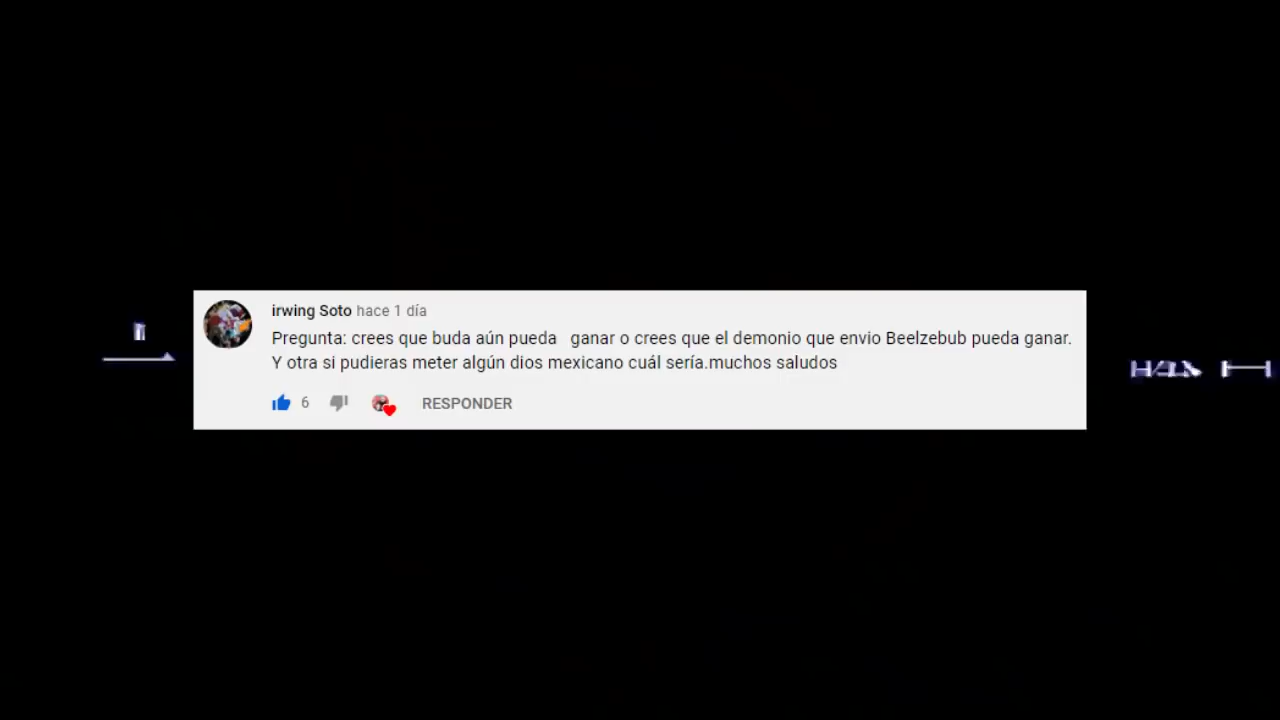 irwing Soto hace 1 día
Pregunta: crees que buda aún pueda   ganar o crees que el demonio que envio Beelzebub pueda ganar.
Y otra si pudieras meter algún dios mexicano cuál sería.muchos saludos
6 RESPONDER